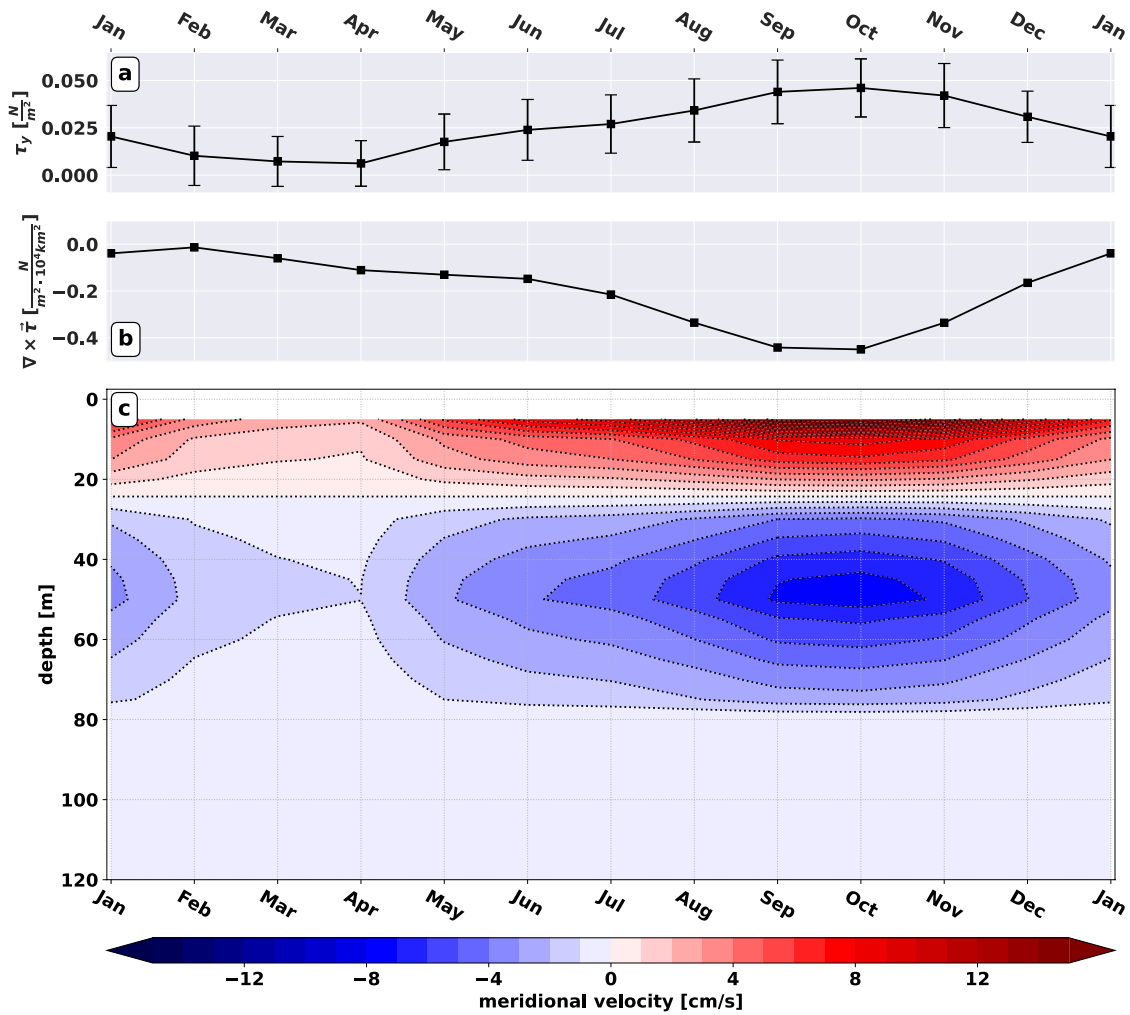 Jan Feb Mar Apr May Jun Jul Aug Sep Oct Nov Dec Jan
a
τy [N/m²]
0.050
0.025
0.000
b
∇ × τ⃗ [N/m²·10⁴km²]
0.0
−0.2
−0.4
c
depth [m]
0
20
40
60
80
100
120
Jan Feb Mar Apr May Jun Jul Aug Sep Oct Nov Dec Jan
−12 −8 −4 0 4 8 12
meridional velocity [cm/s]